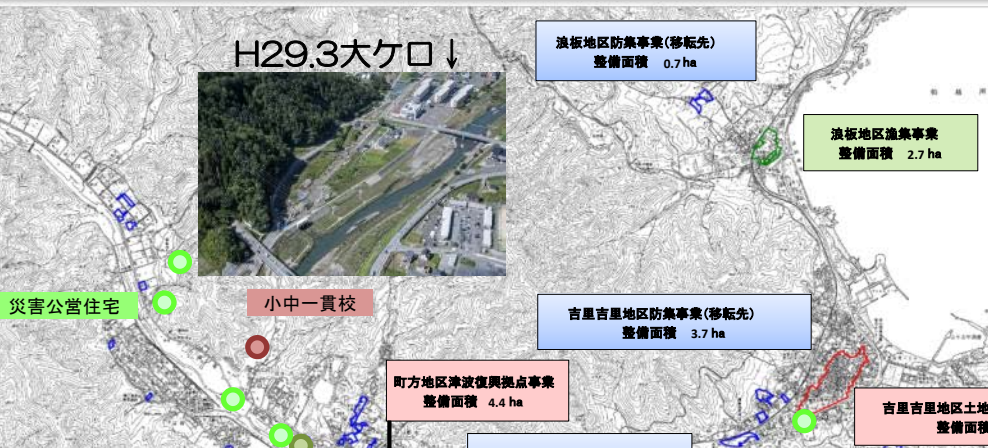 H29.3大ケ口↓
浪板地区防集事業(移転先)
整備面積 0.7 ha
浪板地区漁集事業
整備面積 2.7 ha
災害公営住宅
小中一貫校
吉里吉里地区防集事業(移転先)
整備面積 3.7 ha
町方地区津波復興拠点事業
整備面積 4.4 ha
吉里吉里地区土地
整備面積